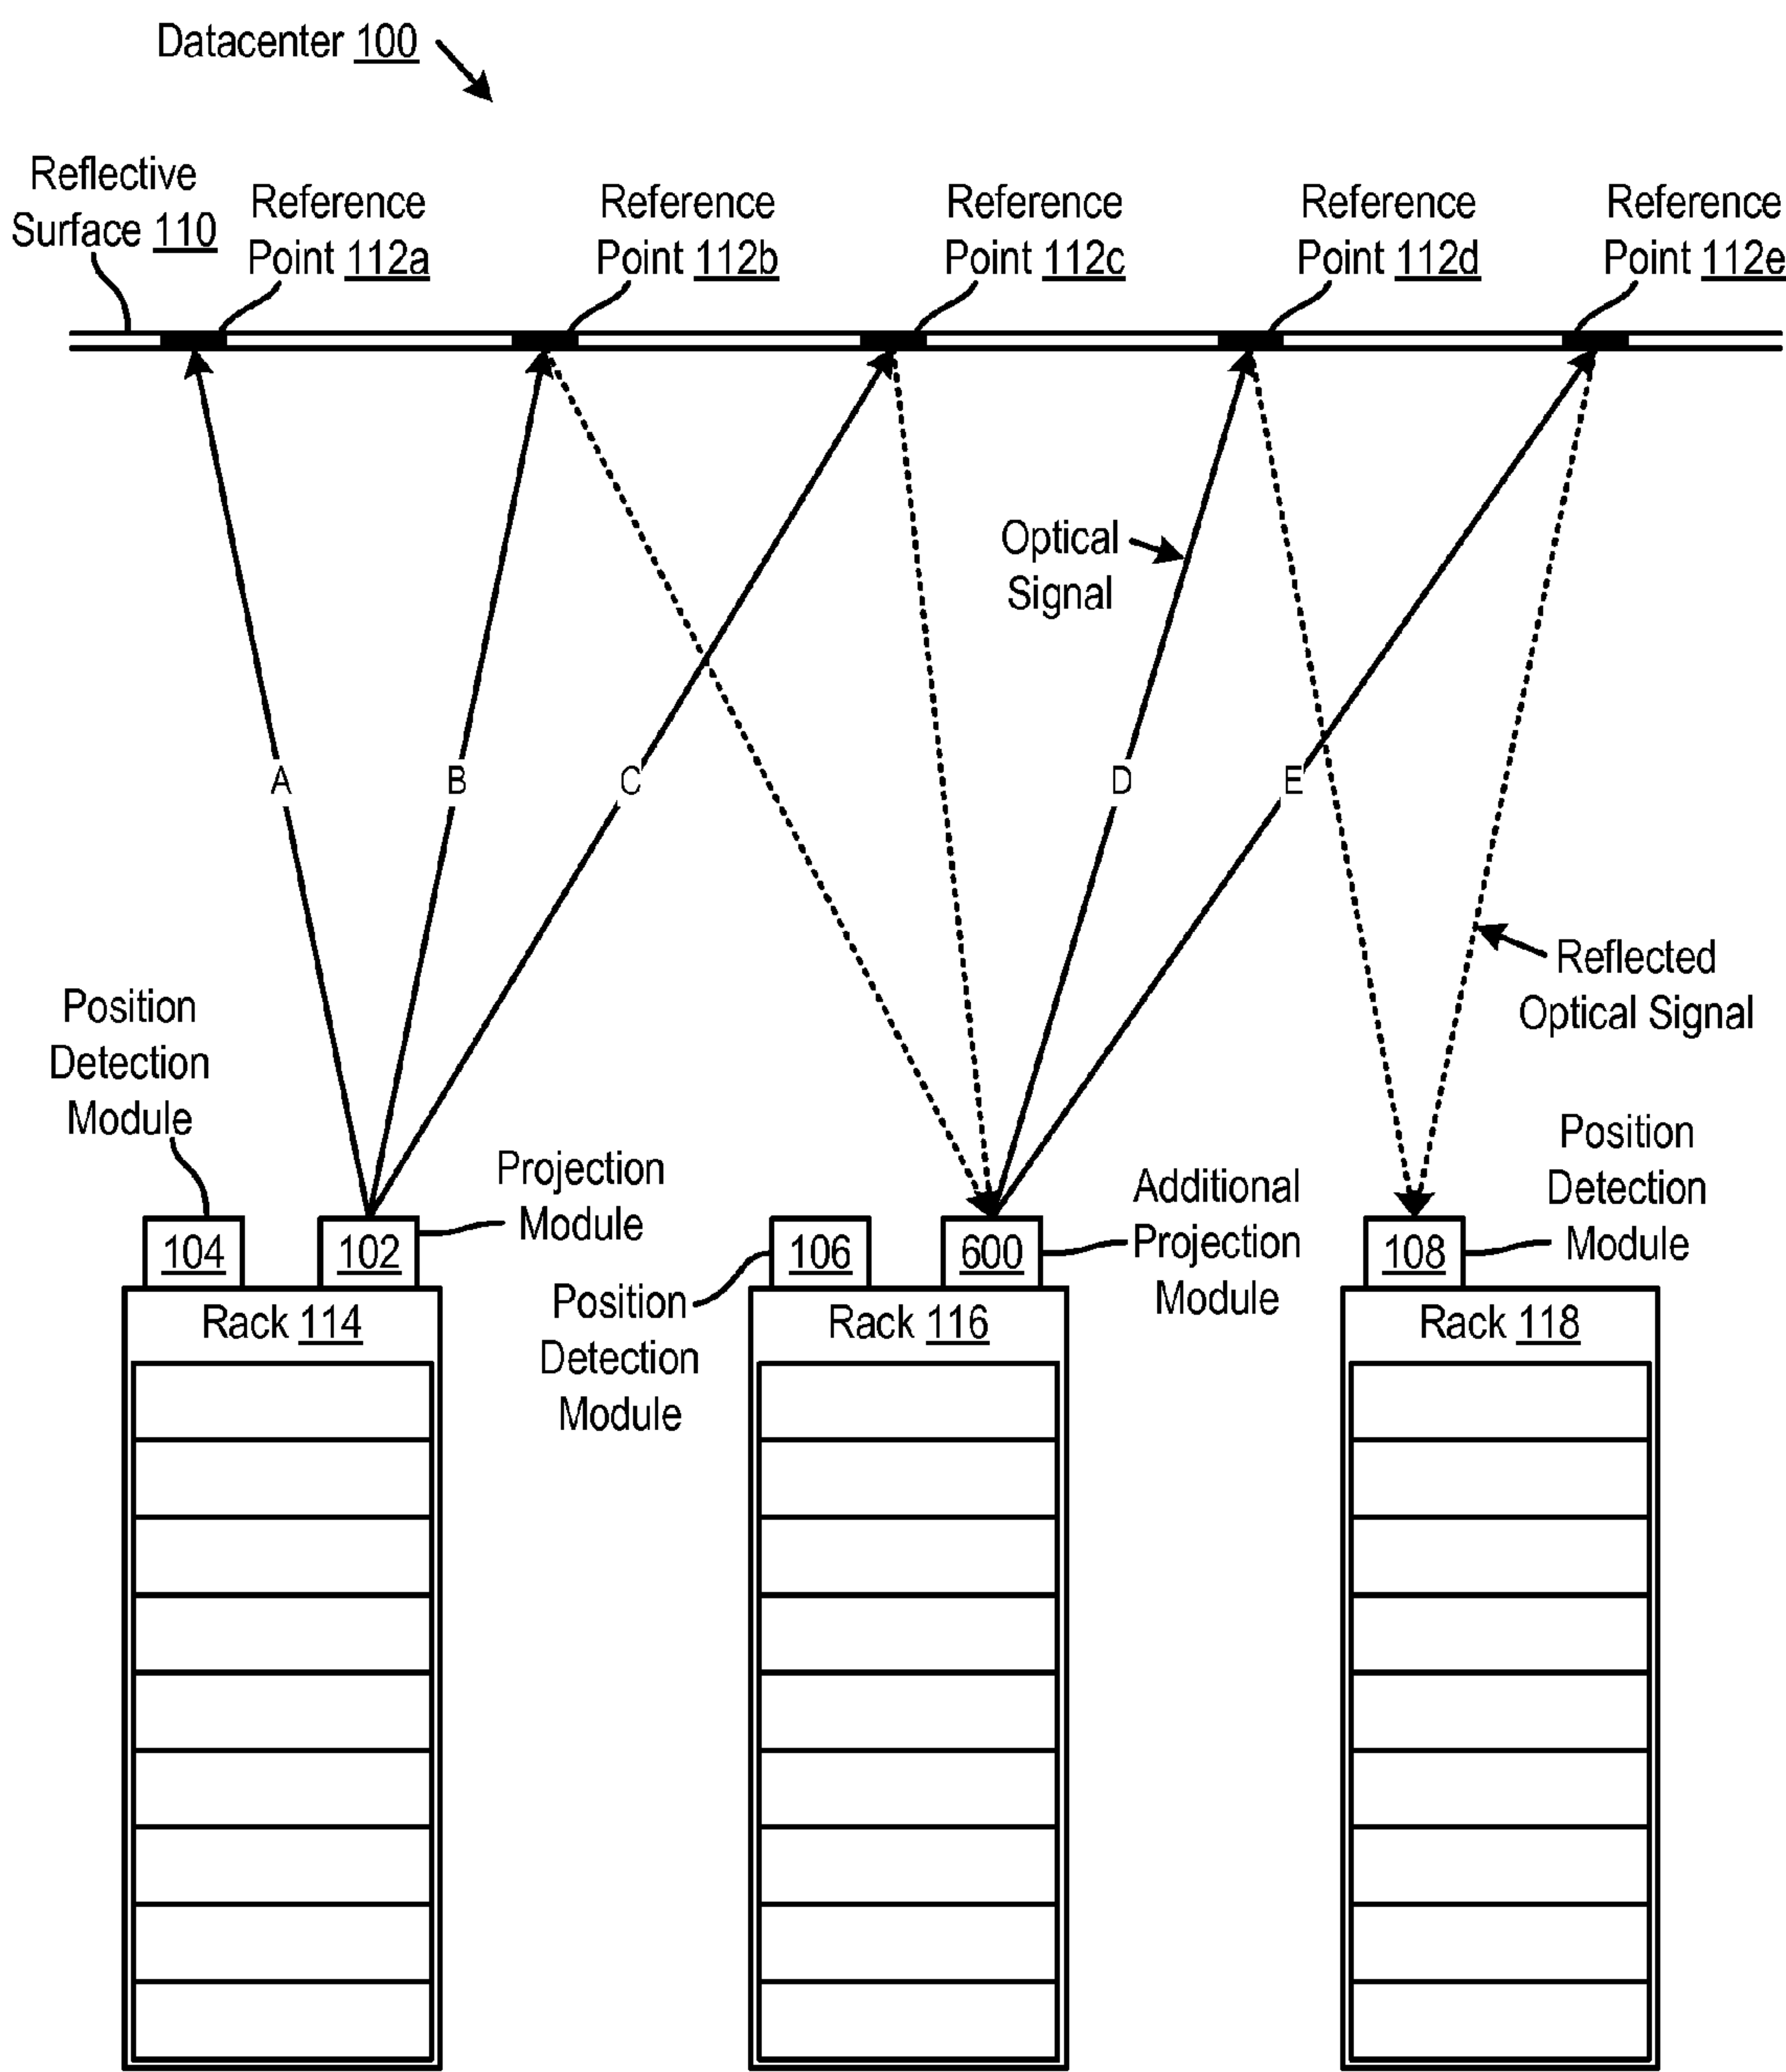 Datacenter 100
Reflective
Surface 110
Reference
Point 112a
Reference
Point 112b
Reference
Point 112c
Reference
Point 112d
Reference
Point 112e
Optical
Signal
A
B
C
D
E
Reflected
Optical Signal
Position
Detection
Module
Projection
Module
Additional
Projection
Module
Position
Detection
Module
104
102
106
600
108
Position
Detection
Module
Rack 114
Rack 116
Rack 118